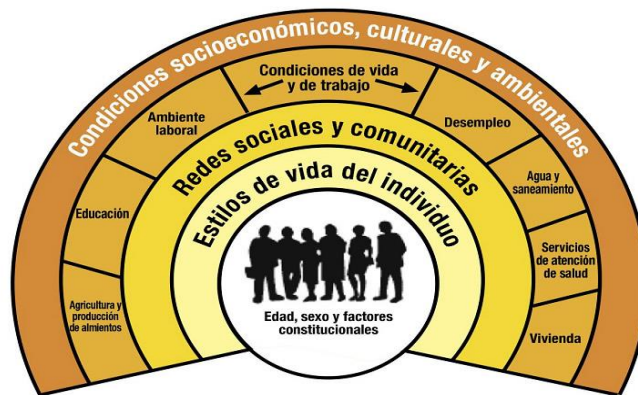 Condiciones socioeconómicos, culturales y ambientales
Condiciones de vida
y de trabajo
Ambiente
laboral
Desempleo
Redes sociales y comunitarias
Agua y
saneamiento
Estilos de vida del individuo
Educación
Servicios
de atención
de salud
Agricultura y
producción
de almientos
Vivienda
Edad, sexo y factores
constitucionales